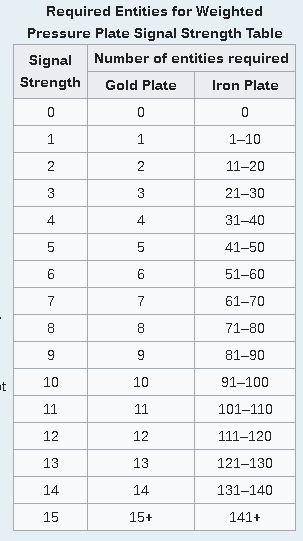 Required Entities for Weighted
Pressure Plate Signal Strength Table
Signal Strength Number of entities required
Gold Plate Iron Plate
0 0 0
1 1 1–10
2 2 11–20
3 3 21–30
4 4 31–40
5 5 41–50
6 6 51–60
7 7 61–70
8 8 71–80
9 9 81–90
10 10 91–100
11 11 101–110
12 12 111–120
13 13 121–130
14 14 131–140
15 15+ 141+